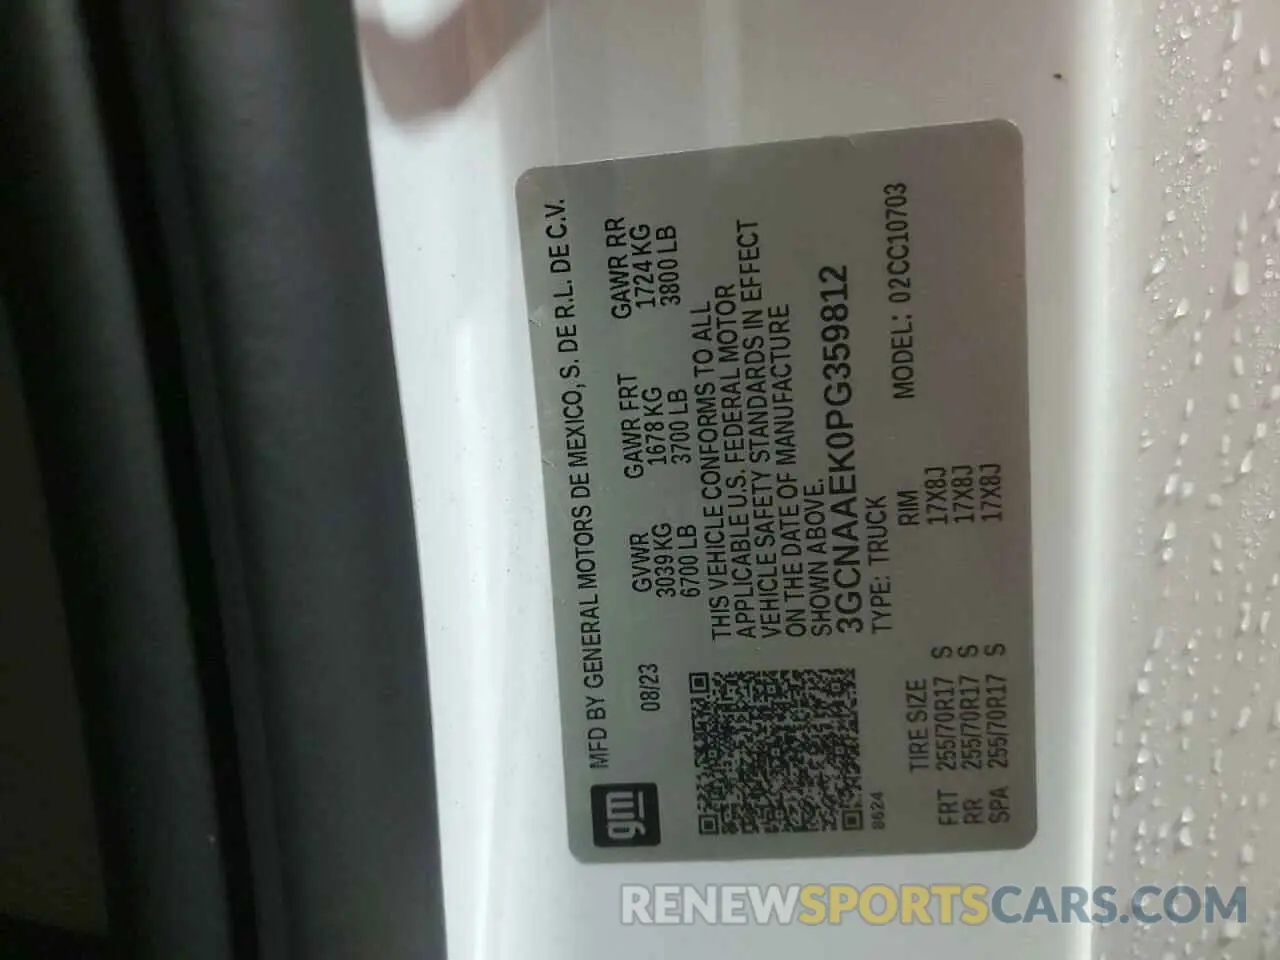 gm MFD BY GENERAL MOTORS DE MEXICO, S. DE R.L. DE C.V.
08/23 GVWR GAWR FRT GAWR RR
3039 KG 1678 KG 1724 KG
6700 LB 3700 LB 3800 LB
THIS VEHICLE CONFORMS TO ALL
APPLICABLE U.S. FEDERAL MOTOR
VEHICLE SAFETY STANDARDS IN EFFECT
ON THE DATE OF MANUFACTURE
SHOWN ABOVE.
3GCNAAEK0PG359812
TYPE: TRUCK MODEL: 02CC10703
8624
TIRE SIZE RIM
FRT 255/70R17 S 17X8J
RR 255/70R17 S 17X8J
SPA 255/70R17 S 17X8J
RENEWSPORTSCARS.COM